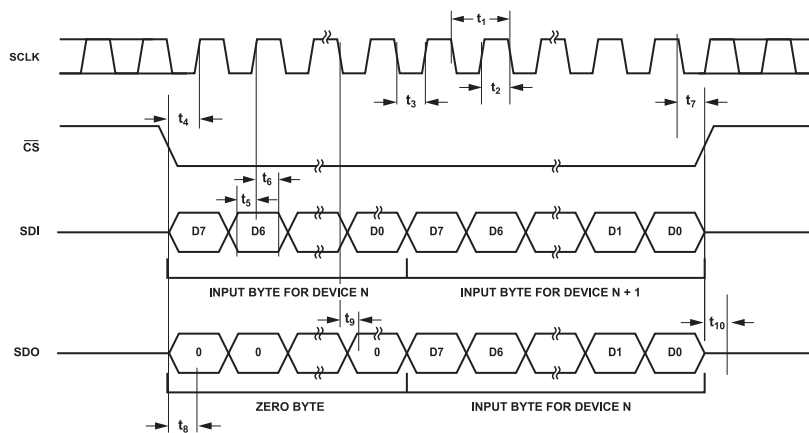 t1
SCLK
t3
t2
t7
t4
CS
t6
t5
SDI
D7 D6 D0 D7 D6 D1 D0
INPUT BYTE FOR DEVICE N INPUT BYTE FOR DEVICE N + 1
t9
t10
SDO
0 0 0 D7 D6 D1 D0
ZERO BYTE INPUT BYTE FOR DEVICE N
t8